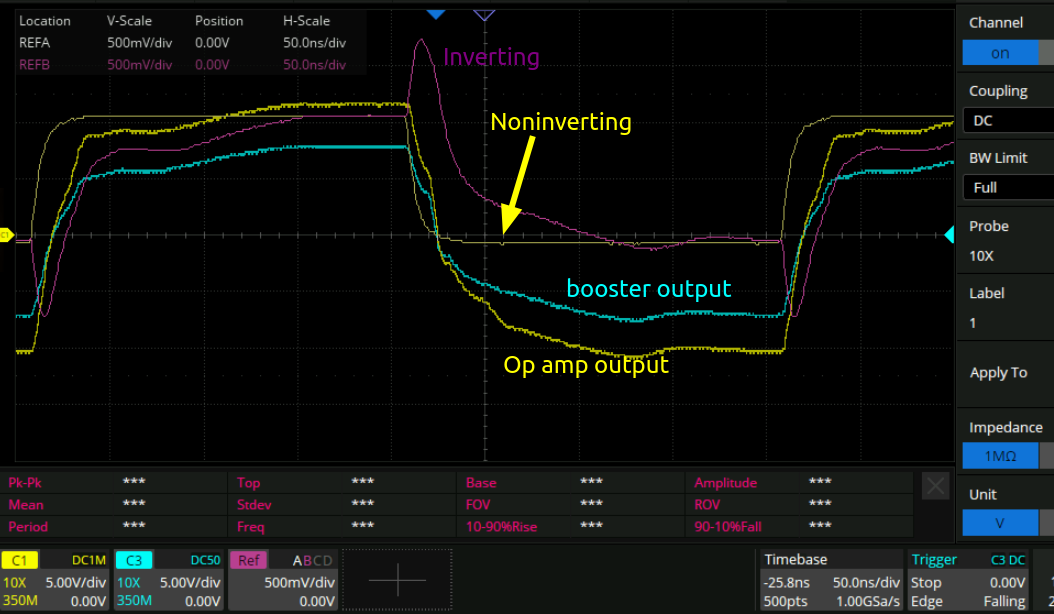 Location V-Scale Position H-Scale
REFA 500mV/div 0.00V 50.0ns/div
REFB 500mV/div 0.00V 50.0ns/div
Inverting
Noninverting
booster output
Op amp output
C1
Channel
on
Coupling
DC
BW Limit
Full
Probe
10X
Label
1
Apply To
Impedance
1MΩ
Unit
V
Pk-Pk *** Top *** Base *** Amplitude ***
Mean *** Stdev *** FOV *** ROV ***
Period *** Freq *** 10-90%Rise *** 90-10%Fall ***
C1 DC1M C3 DC50 Ref ABCD Timebase Trigger C3 DC
10X 5.00V/div 10X 5.00V/div 500mV/div -25.8ns 50.0ns/div Stop 0.00V
350M 0.00V 350M 0.00V 0.00V 500pts 1.00GSa/s Edge Falling